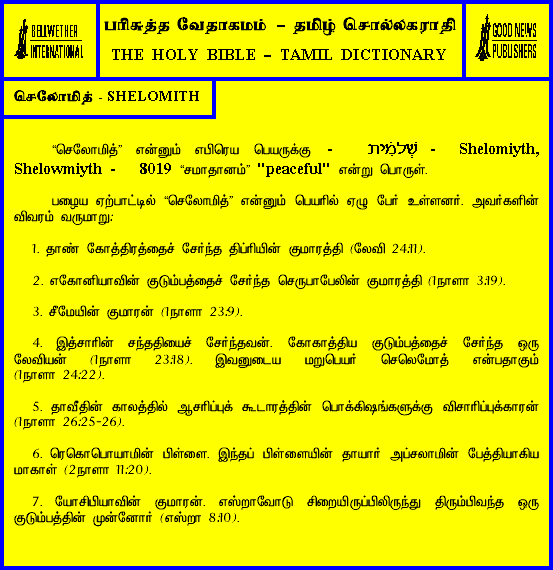 BELLWETHER
INTERNATIONAL
பரிசுத்த வேதாகமம் – தமிழ் சொல்லகராதி
THE HOLY BIBLE – TAMIL DICTIONARY
GOOD NEWS
PUBLISHERS
செலோமித் - SHELOMITH
“செலோமித்” என்னும் எபிரெய பெயருக்கு - שְׁלֹמִית - Shelomiyth,
Shelowmiyth - 8019 “சமாதானம்” "peaceful" என்று பொருள்.
பழைய ஏற்பாட்டில் “செலோமித்” என்னும் பெயரில் ஏழு பேர் உள்ளனர். அவர்களின்
விவரம் வருமாறு:
1. தாண் கோத்திரத்தைச் சேர்ந்த திப்ரியின் குமாரத்தி (லேவி 24:11).
2. எகோனியாவின் குடும்பத்தைச் சேர்ந்த செருபாபேலின் குமாரத்தி (1நாளா 3:19).
3. சீமேயின் குமாரன் (1நாளா 23:9).
4. இத்சாரின் சந்ததியைச் சேர்ந்தவன். கோகாத்திய குடும்பத்தைச் சேர்ந்த ஒரு
லேவியன் (1நாளா 23:18). இவனுடைய மறுபெயர் செலெமோத் என்பதாகும்
(1நாளா 24:22).
5. தாவீதின் காலத்தில் ஆசரிப்புக் கூடாரத்தின் பொக்கிஷங்களுக்கு விசாரிப்புக்காரன்
(1நாளா 26:25-26).
6. ரெகொபொயாமின் பிள்ளை. இந்தப் பிள்ளையின் தாயார் அப்சலாமின் பேத்தியாகிய
மாகாள் (2நாளா 11:20).
7. யோசிபியாவின் குமாரன். எஸ்றாவோடு சிறையிருப்பிலிருந்து திரும்பிவந்த ஒரு
குடும்பத்தின் முன்னோர் (எஸ்றா 8:10).